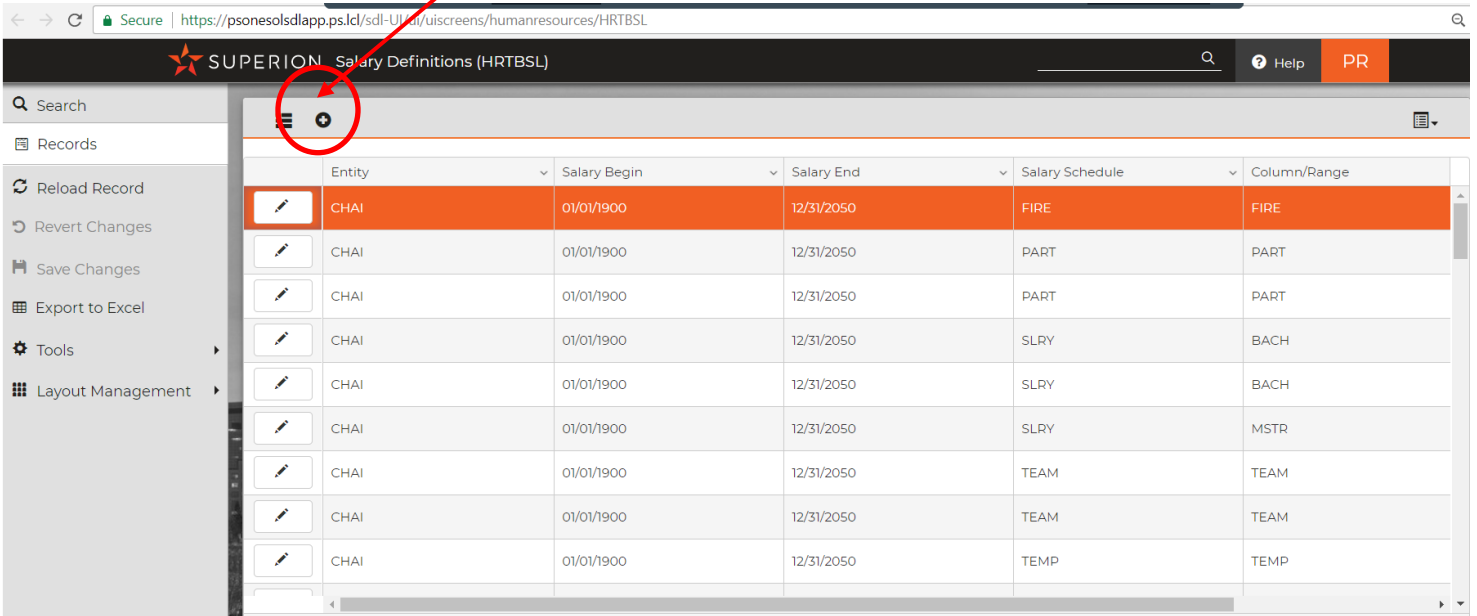 Secure | https://psonesolsdlapp.ps.lcl/sdl-UI/ui/uiscreens/humanresources/HRTBSL
SUPERION Salary Definitions (HRTBSL) Help PR
Search
Records
Reload Record
Revert Changes
Save Changes
Export to Excel
Tools
Layout Management
Entity Salary Begin Salary End Salary Schedule Column/Range
CHAI 01/01/1900 12/31/2050 FIRE FIRE
CHAI 01/01/1900 12/31/2050 PART PART
CHAI 01/01/1900 12/31/2050 PART PART
CHAI 01/01/1900 12/31/2050 SLRY BACH
CHAI 01/01/1900 12/31/2050 SLRY BACH
CHAI 01/01/1900 12/31/2050 SLRY MSTR
CHAI 01/01/1900 12/31/2050 TEAM TEAM
CHAI 01/01/1900 12/31/2050 TEAM TEAM
CHAI 01/01/1900 12/31/2050 TEMP TEMP